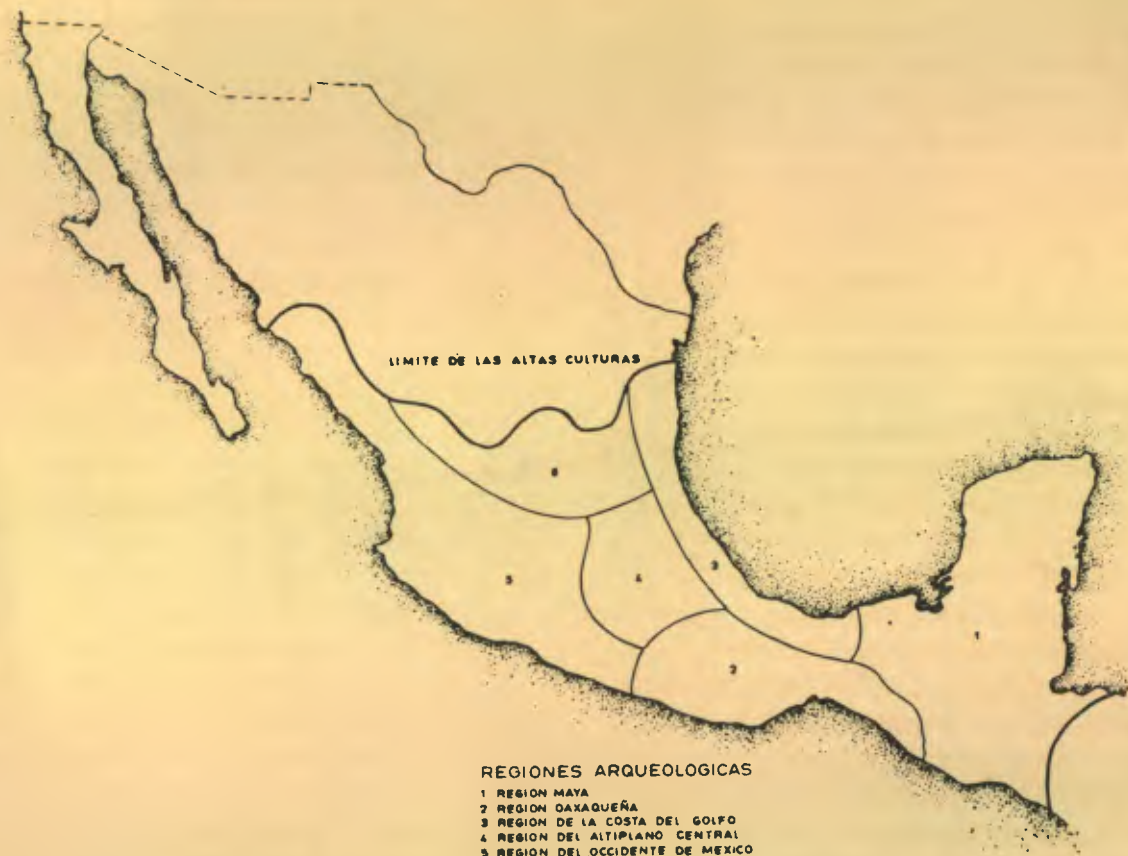 LIMITE DE LAS ALTAS CULTURAS
6
5
4
3
1
2
REGIONES ARQUEOLOGICAS
1 REGION MAYA
2 REGION OAXAQUEÑA
3 REGION DE LA COSTA DEL GOLFO
4 REGION DEL ALTIPLANO CENTRAL
5 REGION DEL OCCIDENTE DE MEXICO